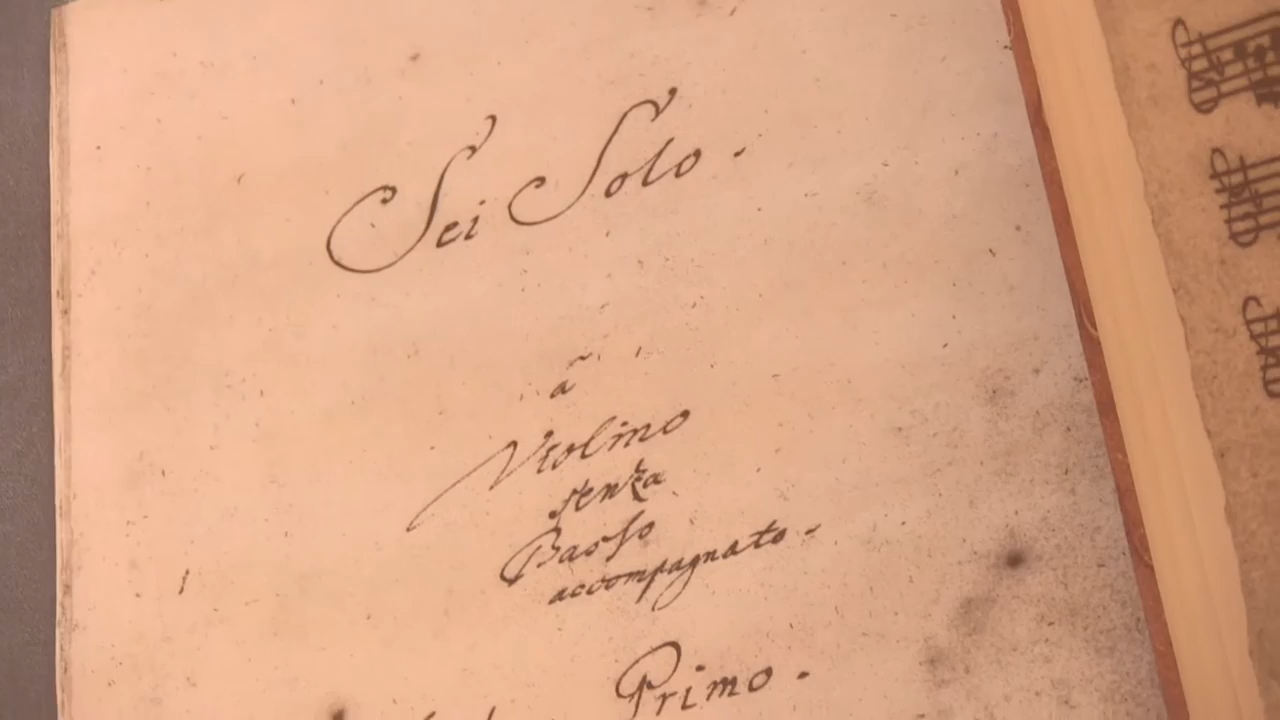 Sei Solo.
â
Violino
senza
Basso
accompagnato.
Primo.